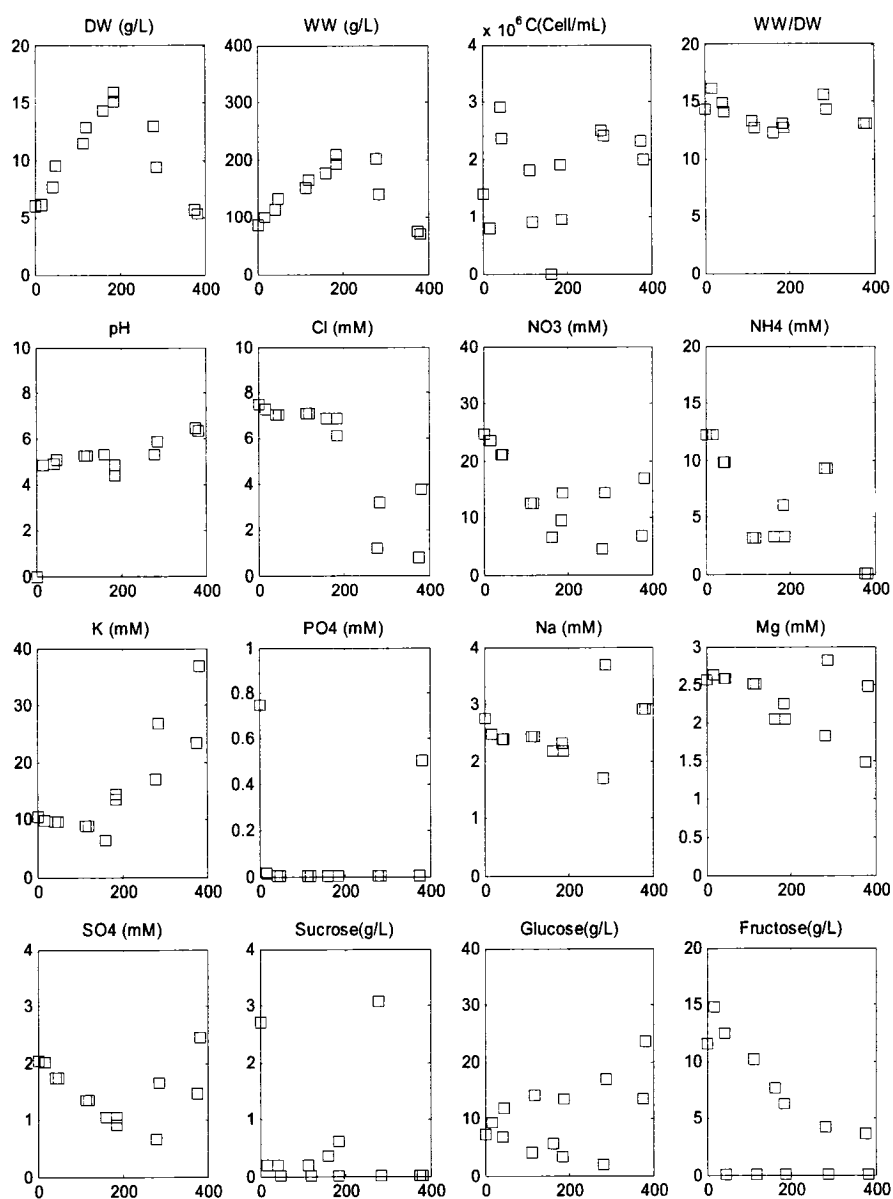 DW (g/L) WW (g/L) × 10⁶ C(Cell/mL) WW/DW
20 400 4 20
15 300 3 15
10 200 2 10
5 100 1 5
0 0 0 0
0 200 400 0 200 400 0 200 400 0 200 400
pH Cl (mM) NO3 (mM) NH4 (mM)
10 10 40 20
8 8 30 15
6 6
20 10
4 4
2 2 10 5
0 0 0 0
0 200 400 0 200 400 0 200 400 0 200 400
K (mM) PO4 (mM) Na (mM) Mg (mM)
40 1 4 3
30 0.8 3 2.5
0.6 2
20 2 1.5
0.4 1
10 0.2 1 0.5
0 0 0 0
0 200 400 0 200 400 0 200 400 0 200 400
SO4 (mM) Sucrose(g/L) Glucose(g/L) Fructose(g/L)
4 4 40 20
3 3 30 15
2 2 20 10
1 1 10 5
0 0 0 0
0 200 400 0 200 400 0 200 400 0 200 400